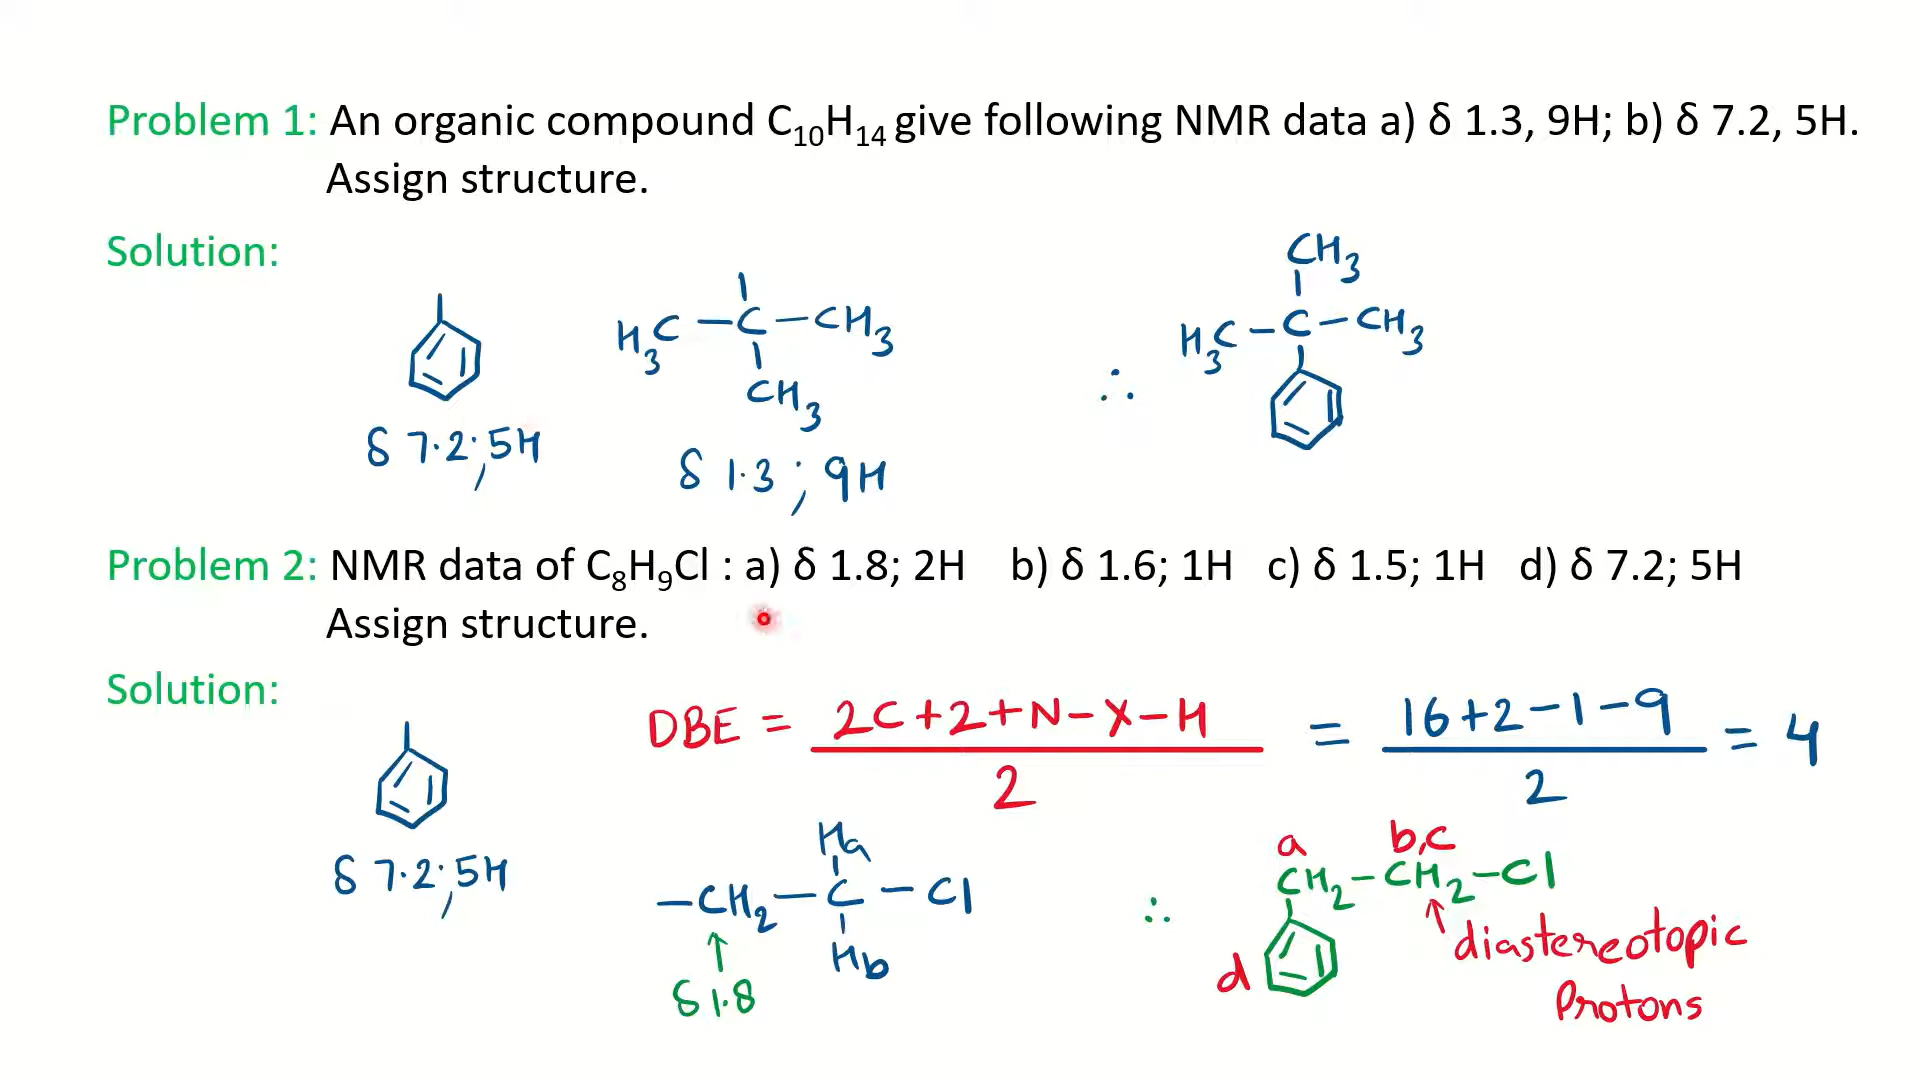 Problem 1: An organic compound C₁₀H₁₄ give following NMR data a) δ 1.3, 9H; b) δ 7.2, 5H.
Assign structure.
Solution:
CH₃
H₃C – C – CH₃
CH₃
δ 7.2; 5H
δ 1.3; 9H
∴
H₃C – C – CH₃
Problem 2: NMR data of C₈H₉Cl : a) δ 1.8; 2H b) δ 1.6; 1H c) δ 1.5; 1H d) δ 7.2; 5H
Assign structure.
Solution:
DBE = 2C+2+N–X–H / 2 = 16+2–1–9 / 2 = 4
δ 7.2; 5H
Ha
–CH₂–C–Cl
Hb
δ 1.8
∴
a b,c
CH₂–CH₂–Cl
d
diastereotopic
Protons